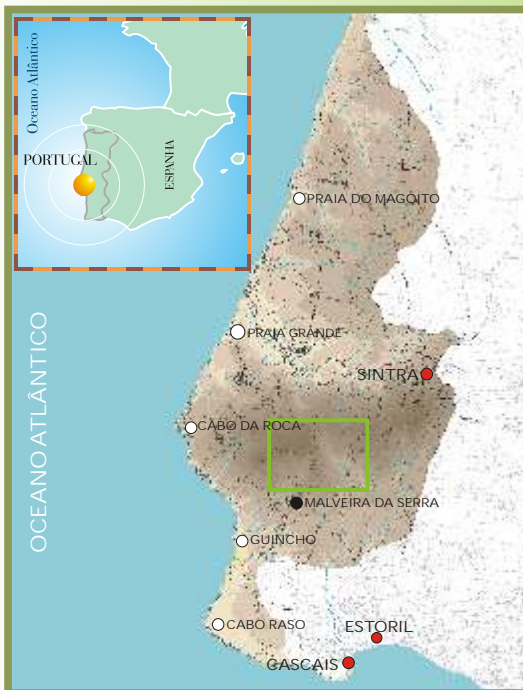 Oceano Atlântico
PORTUGAL
ESPANHA
PRAIA DO MAGOITO
PRAIA GRANDE
OCEANO ATLÂNTICO
SINTRA
CABO DA ROCA
MALVEIRA DA SERRA
GUINCHO
CABO RASO
ESTORIL
CASCAIS